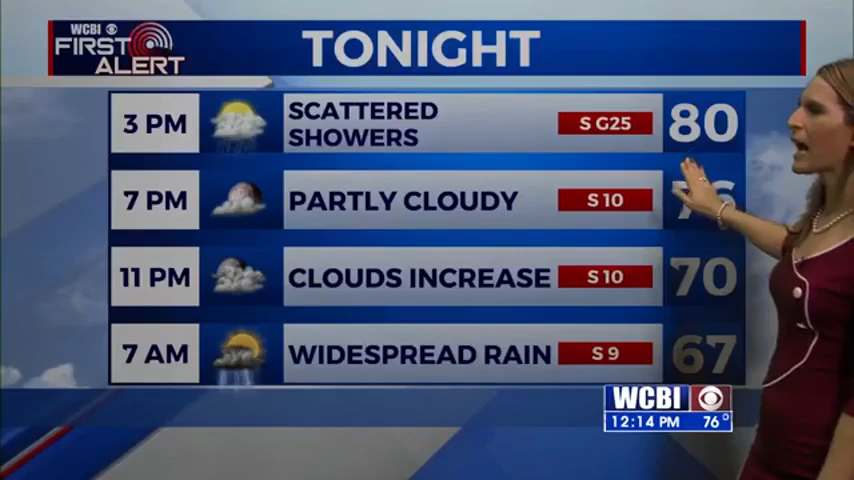 WCBI
FIRST
ALERT
TONIGHT
3 PM
SCATTERED
SHOWERS
S G25
80
7 PM
PARTLY CLOUDY
S 10
76
11 PM
CLOUDS INCREASE
S 10
70
7 AM
WIDESPREAD RAIN
S 9
67
WCBI
12:14 PM 76°